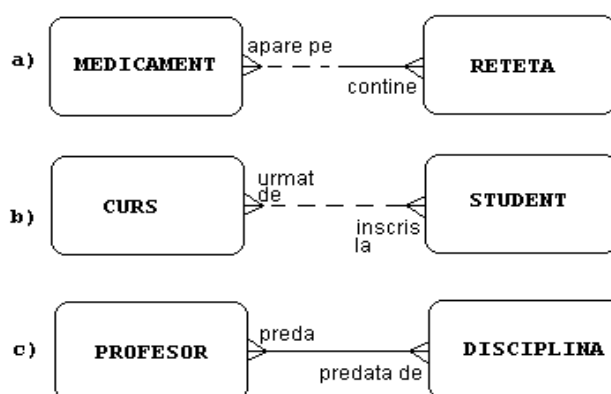 a)
MEDICAMENT
apare pe
contine
RETETA
b)
CURS
urmat
de
inscris
la
STUDENT
c)
PROFESOR
preda
predata de
DISCIPLINA